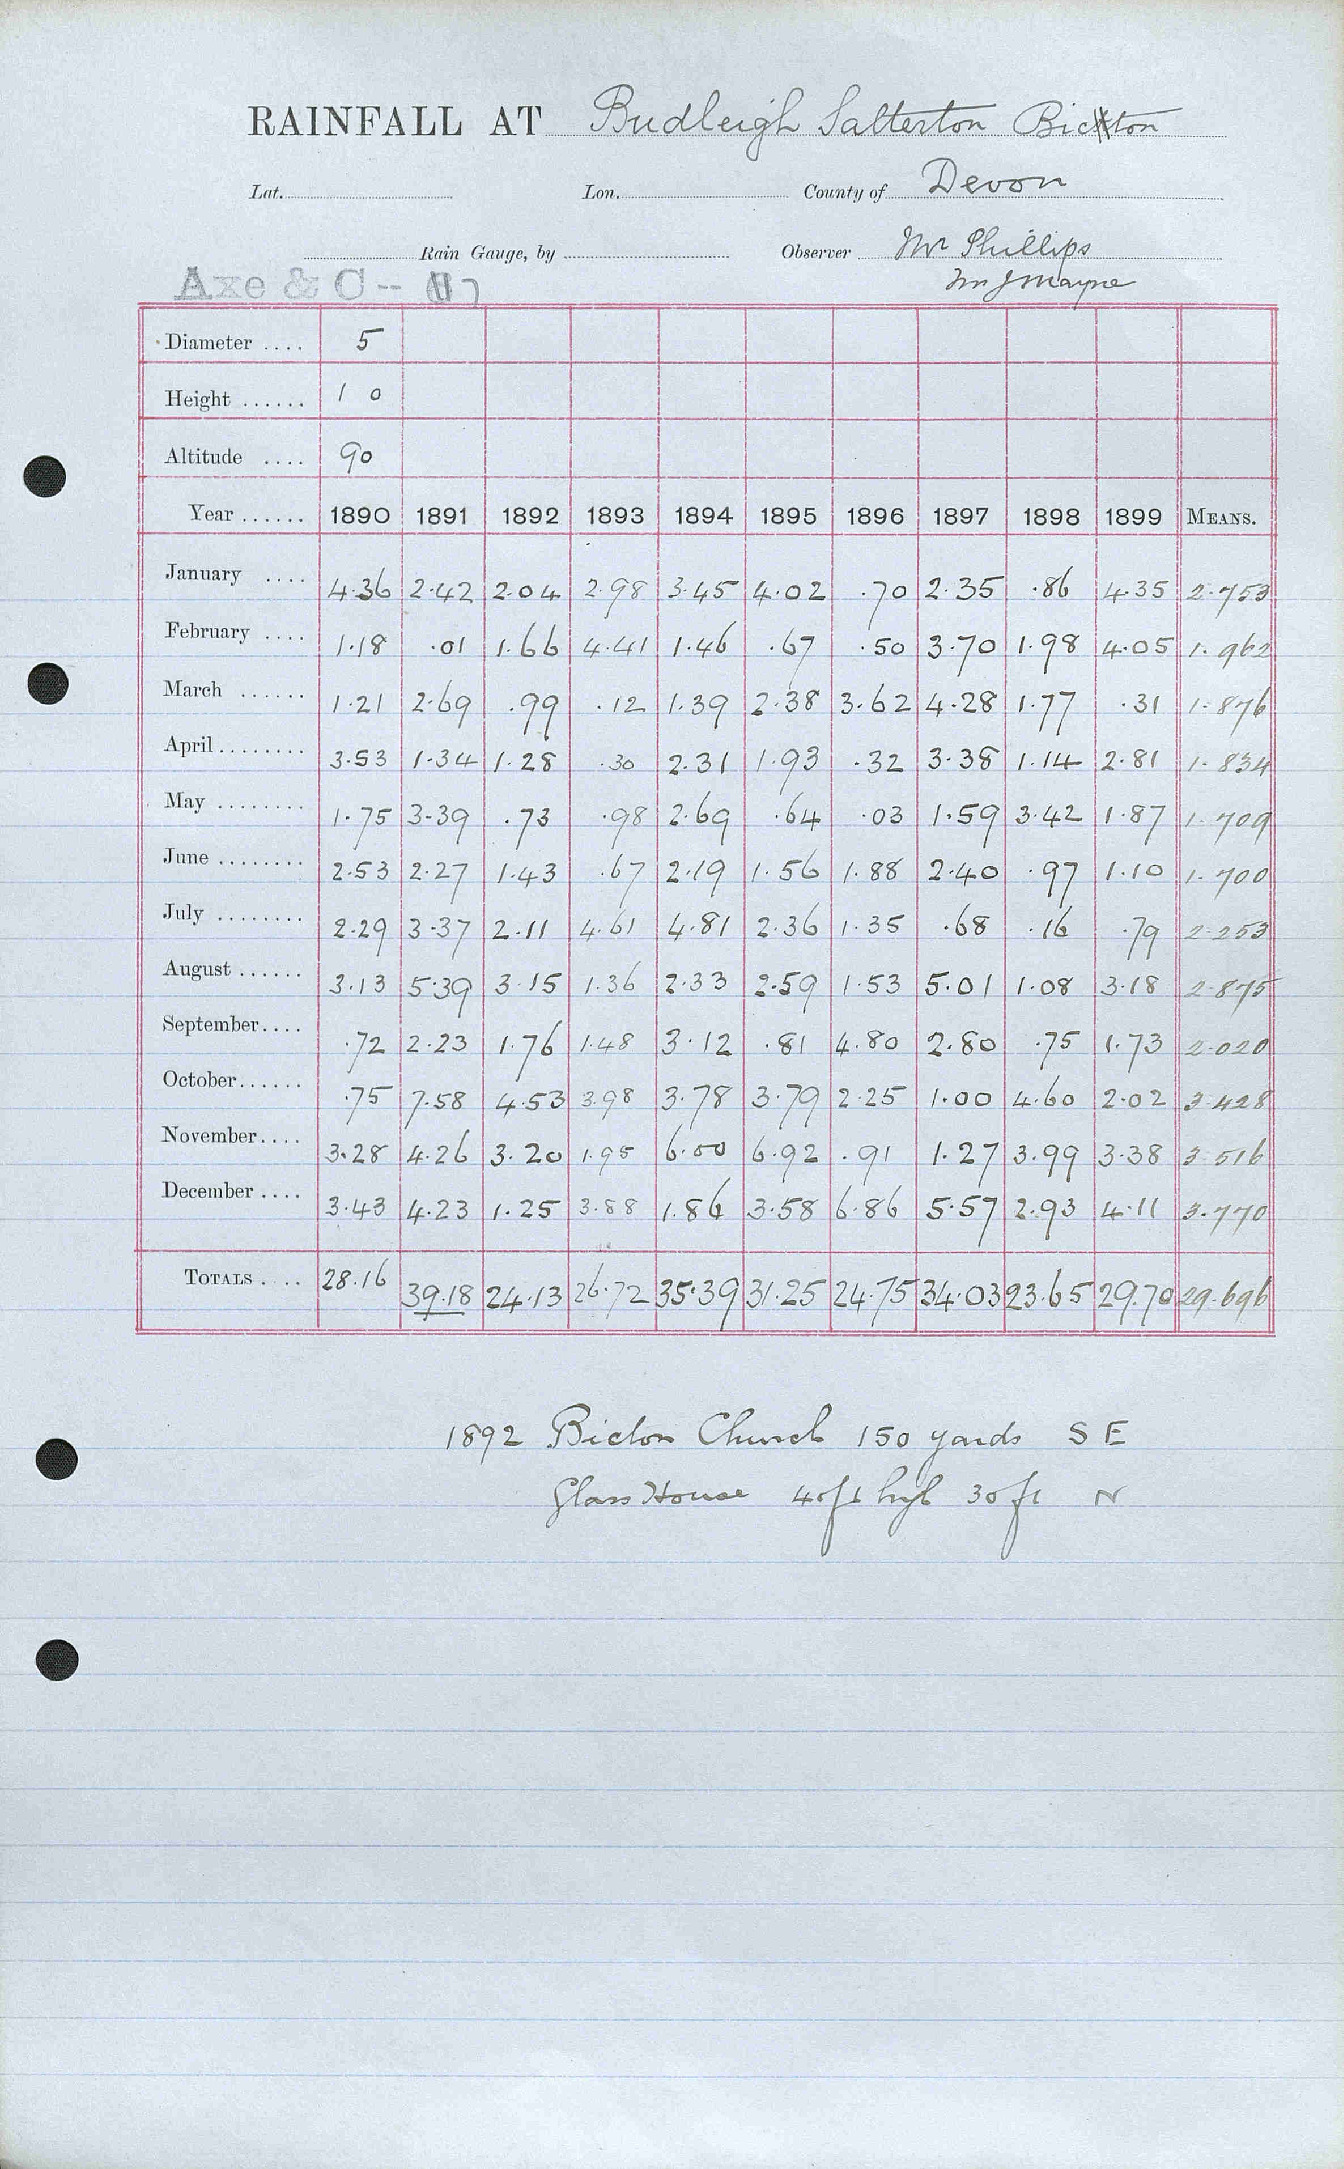 RAINFALL AT Budleigh Salterton Bicton
Lat. Lon. County of Devon
Rain Gauge, by Observer Mr Phillips
Axe & C - Mr J Mayne
Diameter .... 5
Height ...... 1 0
Altitude .... 90
Year ...... 1890 1891 1892 1893 1894 1895 1896 1897 1898 1899 MEANS.
January .... 4.36 2.42 2.04 2.98 3.45 4.02 .70 2.35 .86 4.35 2.753
February .... 1.18 .01 1.66 4.41 1.46 .67 .50 3.70 1.98 4.05 1.962
March ...... 1.21 2.69 .99 .12 1.39 2.38 3.62 4.28 1.77 .31 1.876
April ........ 3.53 1.34 1.28 .30 2.31 1.93 .32 3.38 1.14 2.81 1.834
May ........ 1.75 3.39 .73 .98 2.69 .64 .03 1.59 3.42 1.87 1.709
June ........ 2.53 2.27 1.43 .67 2.19 1.56 1.88 2.40 .97 1.10 1.700
July ........ 2.29 3.37 2.11 4.61 4.81 2.36 1.35 .68 .16 .79 2.253
August ...... 3.13 5.39 3.15 1.36 2.33 2.59 1.53 5.01 1.08 3.18 2.875
September.... .72 2.23 1.76 1.48 3.12 .81 4.80 2.80 .75 1.73 2.020
October...... .75 7.58 4.53 3.98 3.78 3.79 2.25 1.00 4.60 2.02 3.428
November.... 3.28 4.26 3.20 1.95 6.00 6.92 .91 1.27 3.99 3.38 3.516
December .... 3.43 4.23 1.25 3.88 1.86 3.58 6.86 5.57 2.93 4.11 3.770
TOTALS .... 28.16 39.18 24.13 26.72 35.39 31.25 24.75 34.03 23.65 29.70 29.696
1892 Bicton Church 150 yards S E
Glass House 40ft high 30 ft N